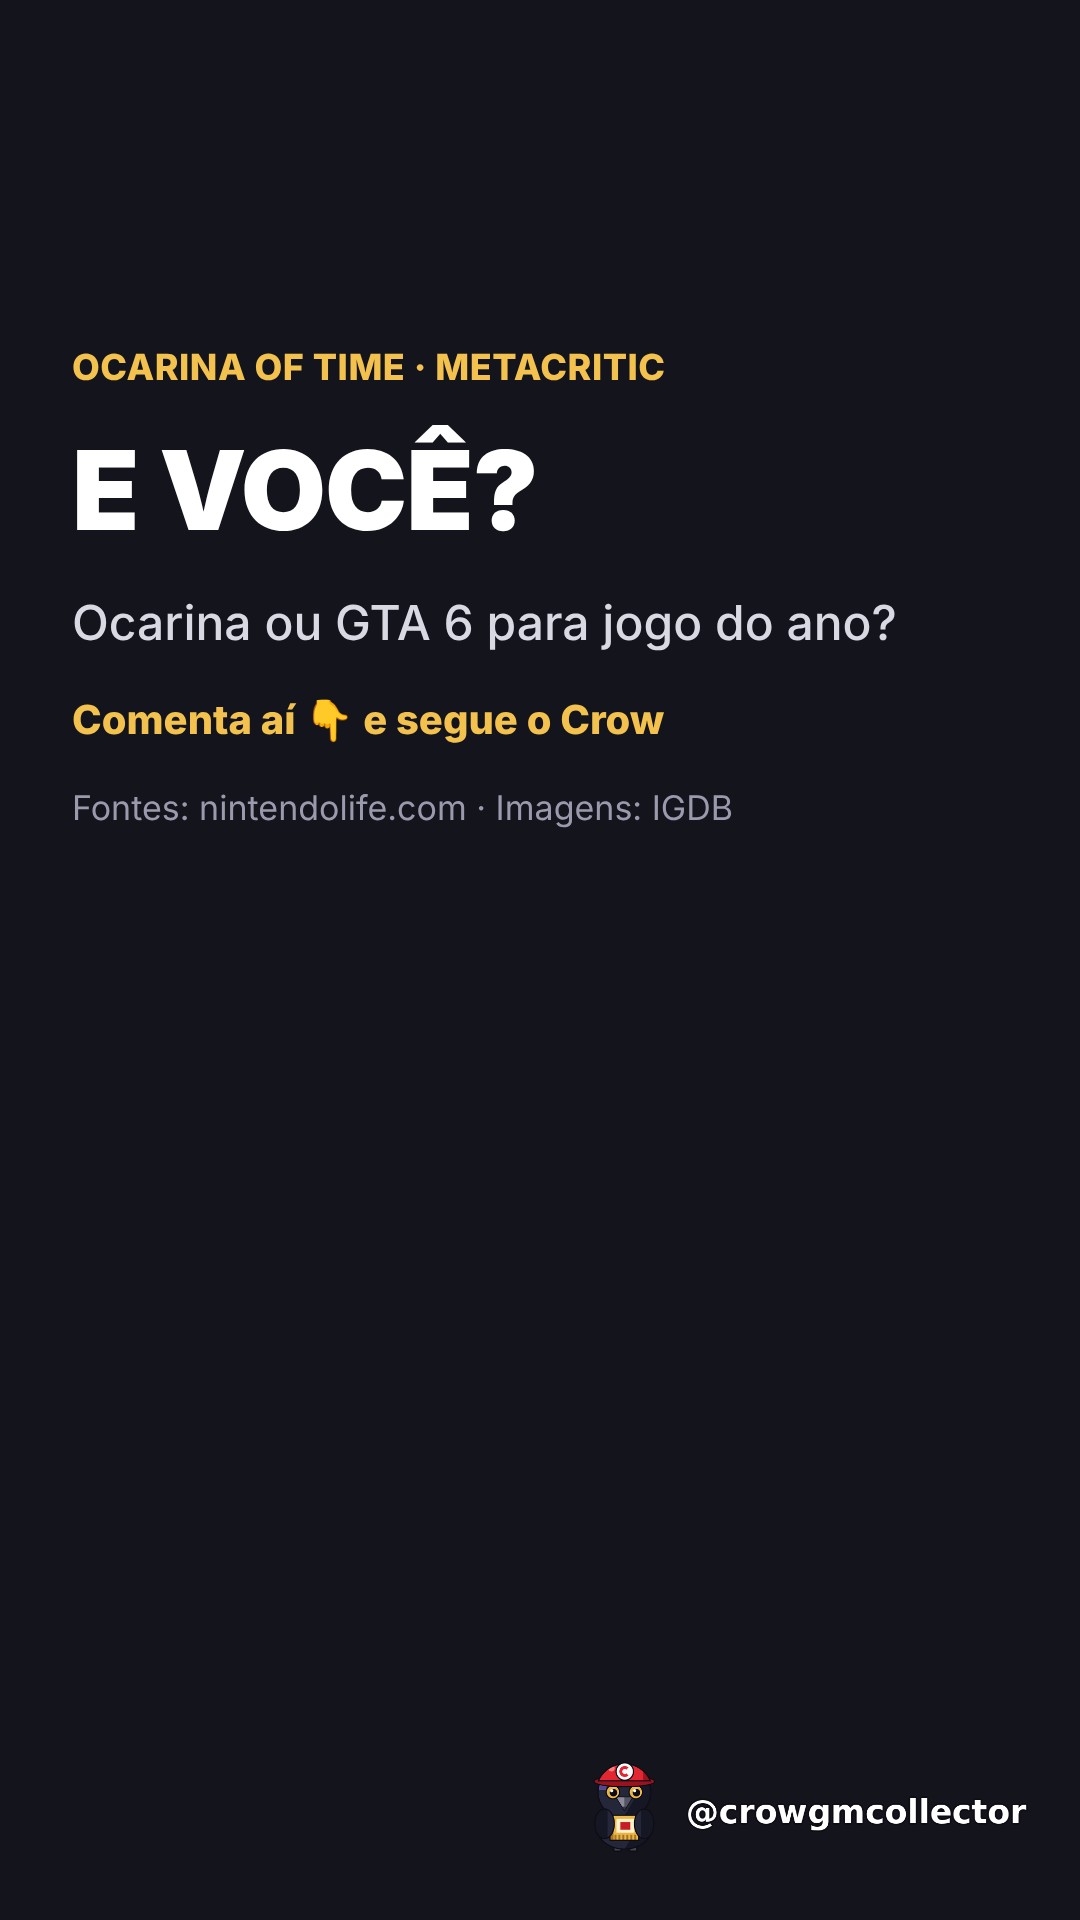 OCARINA OF TIME · METACRITIC
E VOCÊ?
Ocarina ou GTA 6 para jogo do ano?
Comenta aí 👇 e segue o Crow
Fontes: nintendolife.com · Imagens: IGDB
C
@crowgmcollector